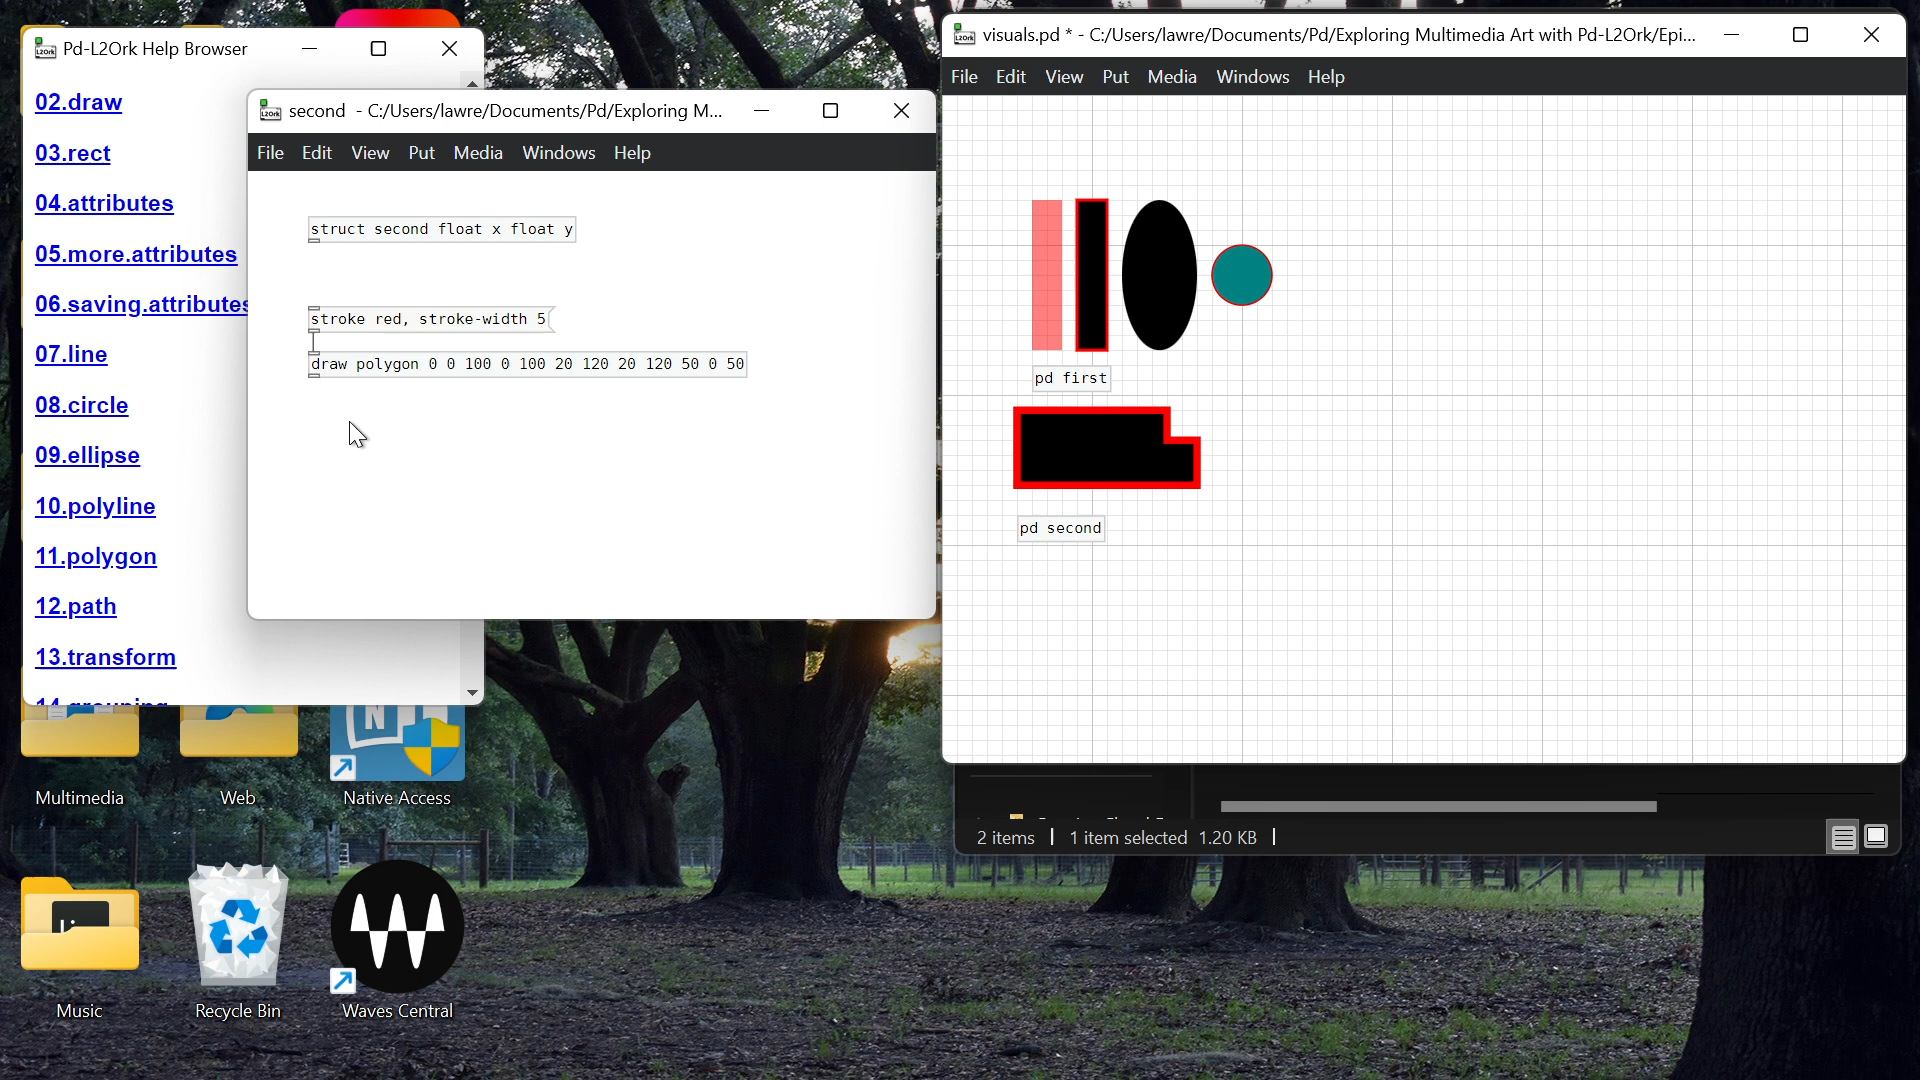 Pd-L2Ork Help Browser
02.draw
03.rect
04.attributes
05.more.attributes
06.saving.attributes
07.line
08.circle
09.ellipse
10.polyline
11.polygon
12.path
13.transform
second - C:/Users/lawre/Documents/Pd/Exploring M...
File Edit View Put Media Windows Help
struct second float x float y
stroke red, stroke-width 5
draw polygon 0 0 100 0 100 20 120 20 120 50 0 50
visuals.pd * - C:/Users/lawre/Documents/Pd/Exploring Multimedia Art with Pd-L2Ork/Epi...
File Edit View Put Media Windows Help
pd first
pd second
2 items | 1 item selected 1.20 KB |
Multimedia
Web
Native Access
Music
Recycle Bin
Waves Central